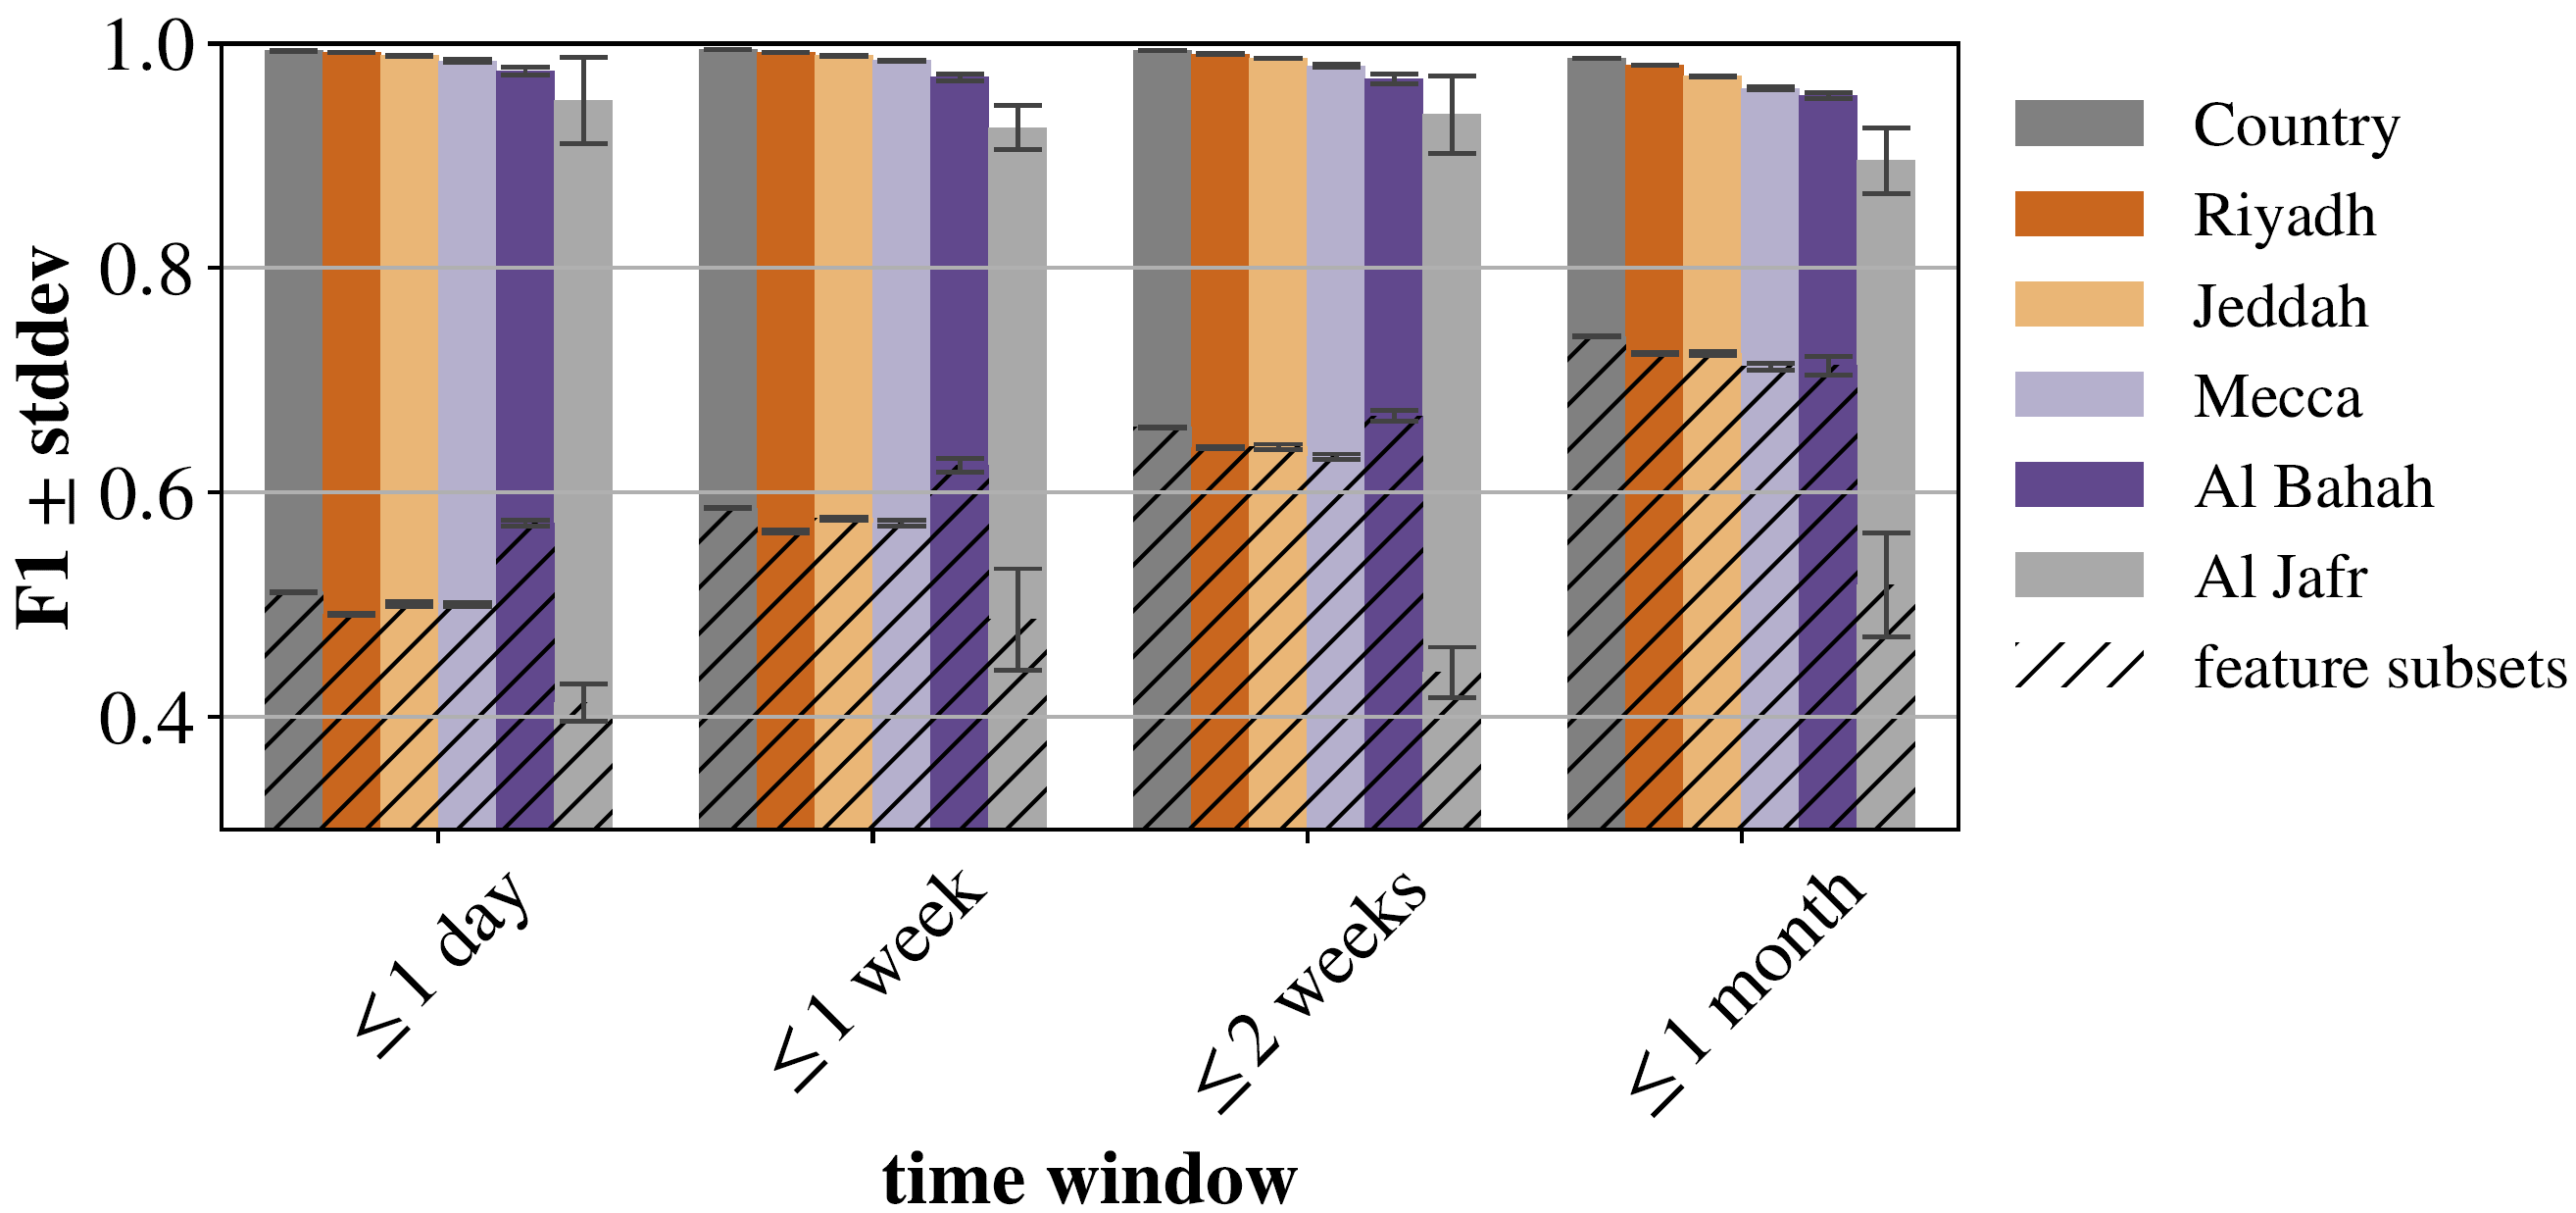 F1 ± stddev
1.0
0.8
0.6
0.4
≤1 day
≤1 week
≤2 weeks
≤1 month
time window
Country
Riyadh
Jeddah
Mecca
Al Bahah
Al Jafr
feature subsets